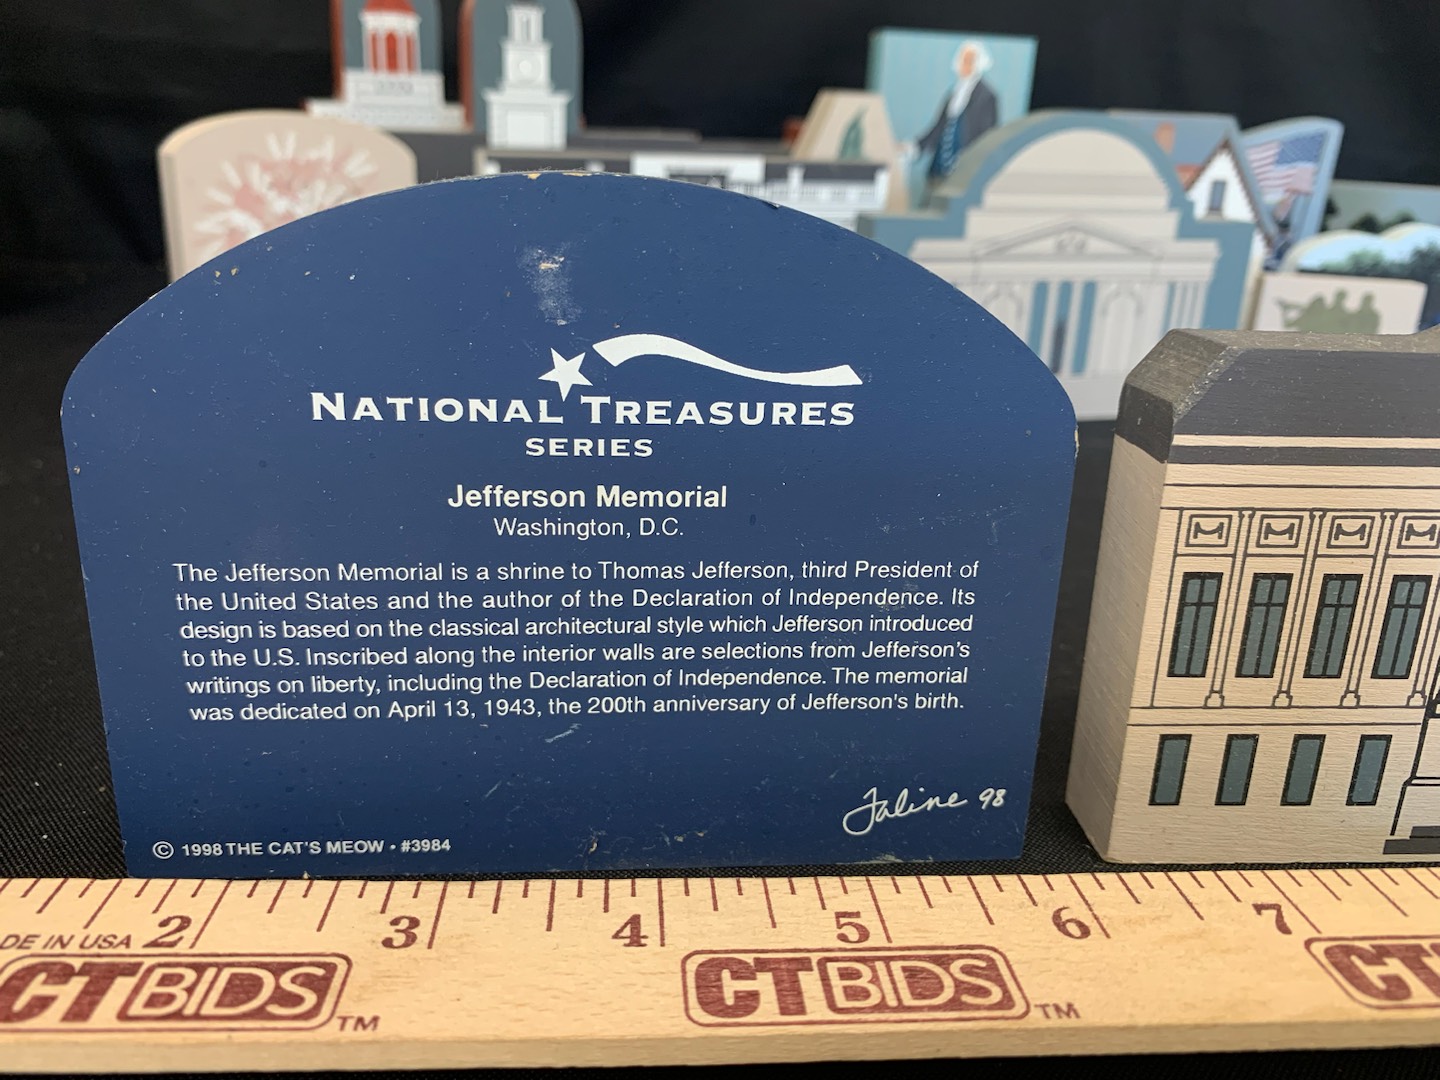 NATIONAL TREASURES
SERIES
Jefferson Memorial
Washington, D.C.
The Jefferson Memorial is a shrine to Thomas Jefferson, third President of
the United States and the author of the Declaration of Independence. Its
design is based on the classical architectural style which Jefferson introduced
to the U.S. Inscribed along the interior walls are selections from Jefferson's
writings on liberty, including the Declaration of Independence. The memorial
was dedicated on April 13, 1943, the 200th anniversary of Jefferson's birth.
Faline 98
© 1998 THE CAT'S MEOW • #3984
DE IN USA 2 3 4 5 6 7
CTBIDS™ CTBIDS™ CT